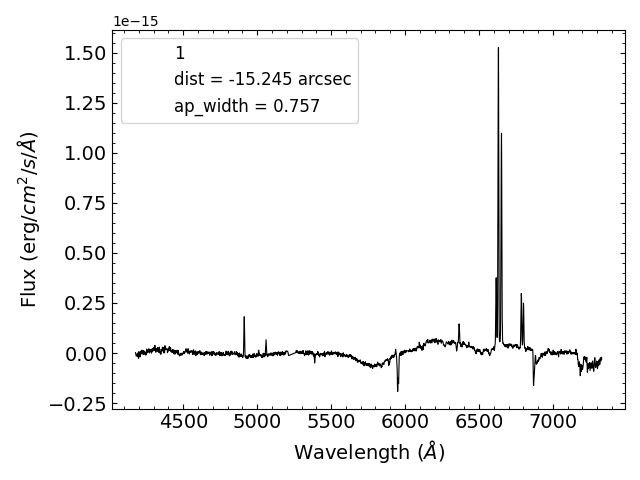 1e−15
1
dist = -15.245 arcsec
ap_width = 0.757
1.50
1.25
1.00
0.75
0.50
0.25
0.00
−0.25
Flux (erg/cm²/s/Å)
4500 5000 5500 6000 6500 7000
Wavelength (Å)